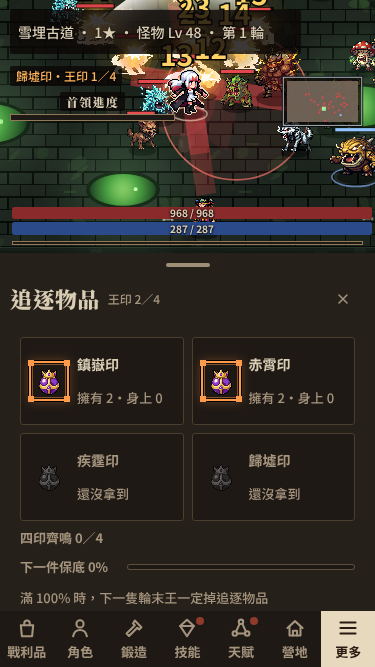 雪埋古道 · 1★ · 怪物 Lv 48 · 第 1 輪
歸墟印·王印 1／4
首領進度
23 14
13 12
968 / 968
287 / 287
追逐物品 王印 2／4
×
鎮嶽印
擁有 2·身上 0
赤霄印
擁有 2·身上 0
疾霆印
還沒拿到
歸墟印
還沒拿到
四印齊鳴 0／4
下一件保底 0%
滿 100% 時，下一隻輪末王一定掉追逐物品
戰利品 角色 鍛造 技能 天賦 營地 更多